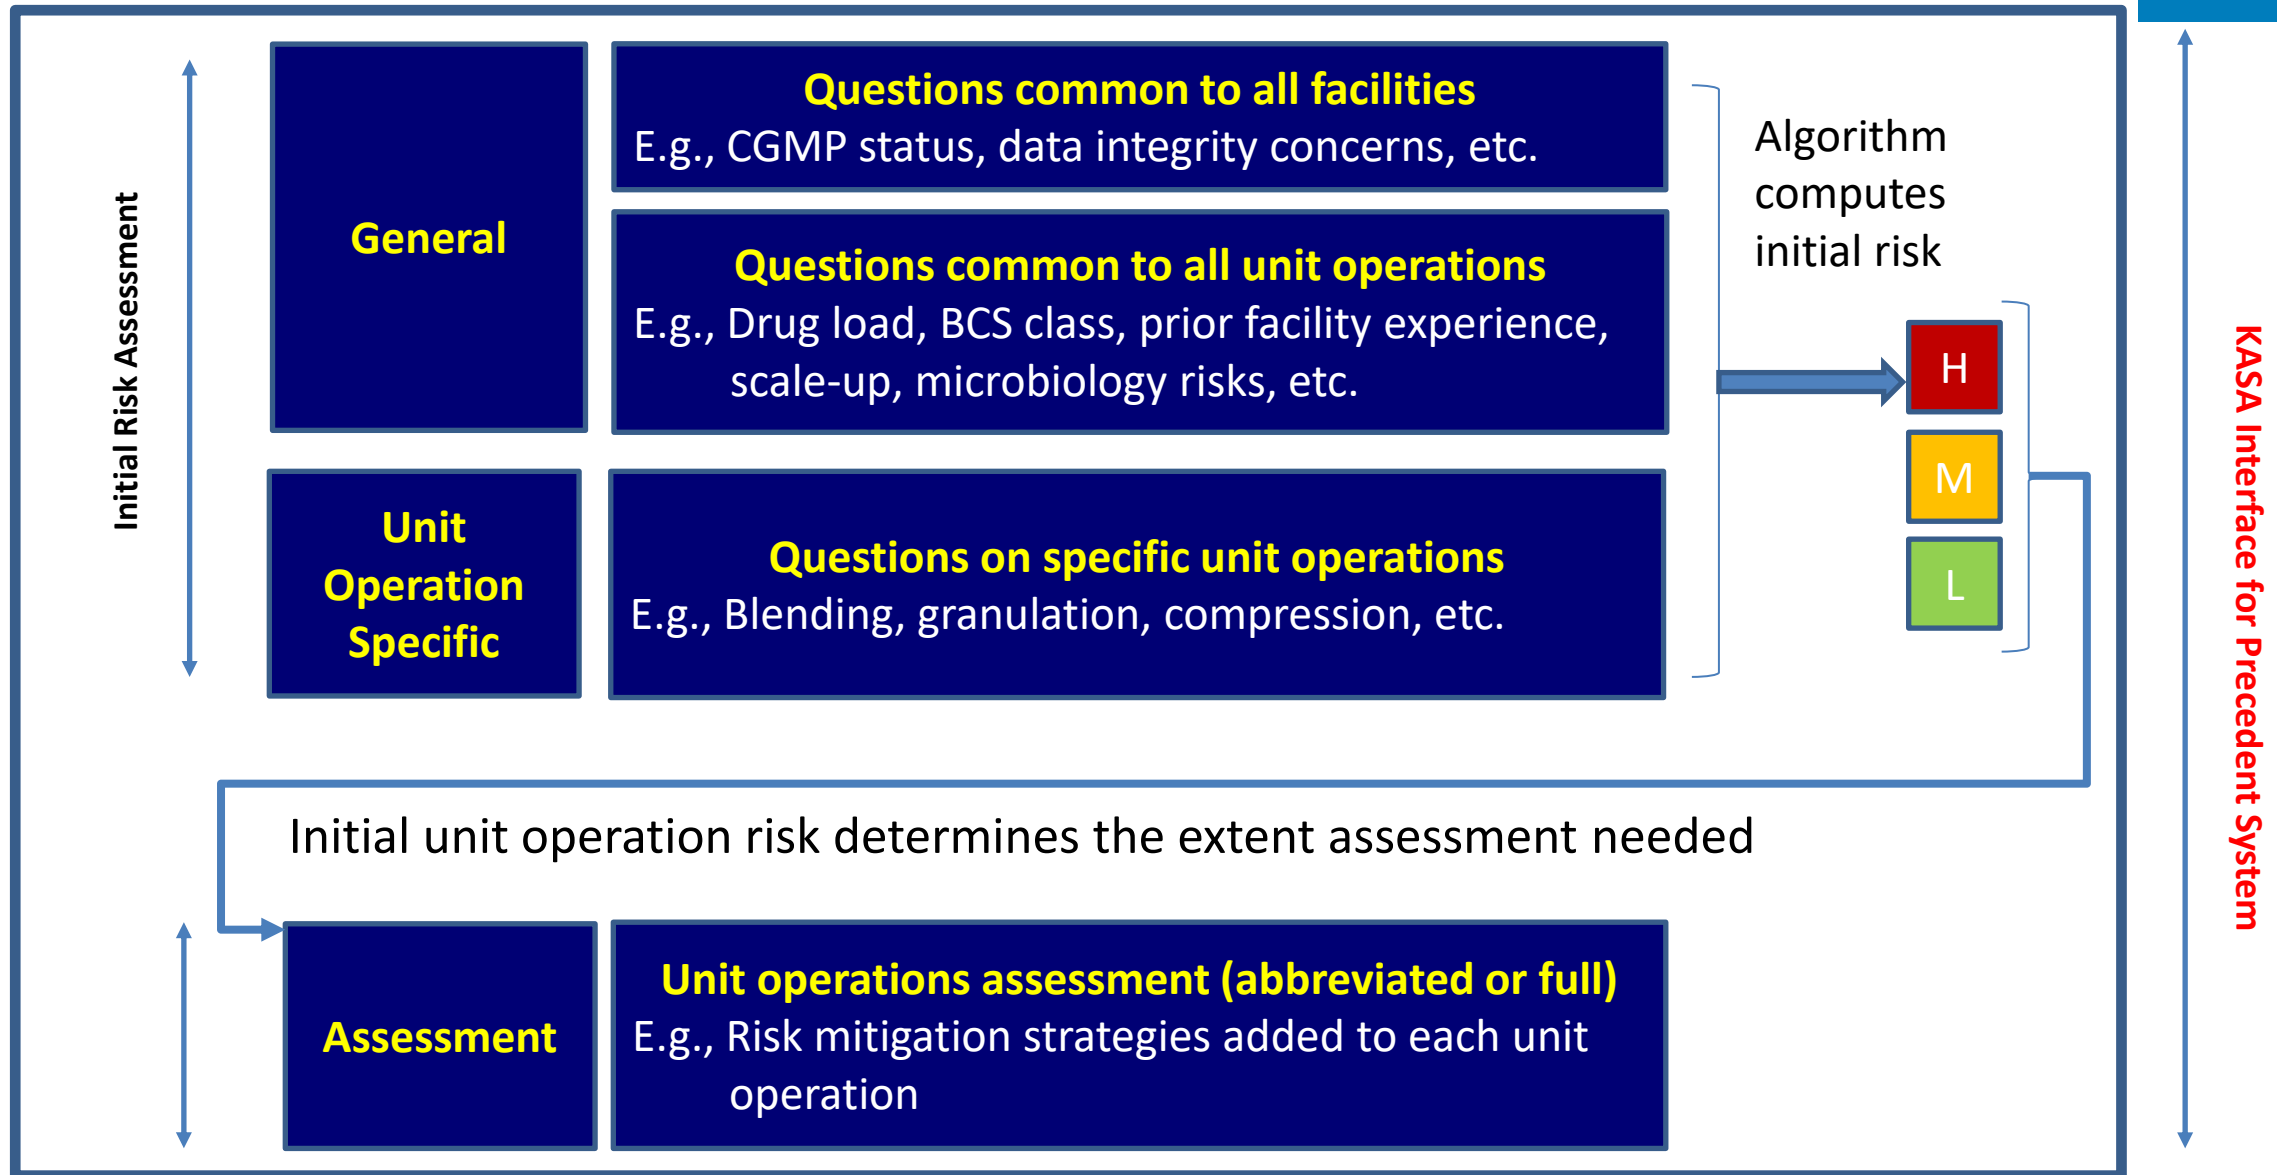 Initial Risk Assessment
General
Questions common to all facilities
E.g., CGMP status, data integrity concerns, etc.
Questions common to all unit operations
E.g., Drug load, BCS class, prior facility experience,
scale-up, microbiology risks, etc.
Unit
Operation
Specific
Questions on specific unit operations
E.g., Blending, granulation, compression, etc.
Algorithm
computes
initial risk
H
M
L
Initial unit operation risk determines the extent assessment needed
Assessment
Unit operations assessment (abbreviated or full)
E.g., Risk mitigation strategies added to each unit
operation
KASA Interface for Precedent System